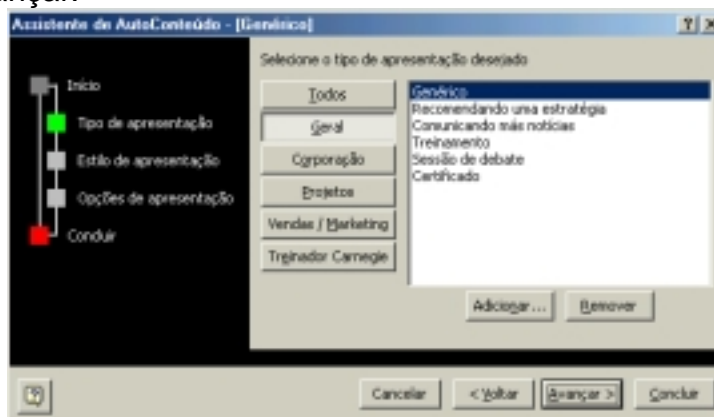 Assistente de AutoConteúdo - [Genérico]
Selecione o tipo de apresentação desejado
Início
Tipo de apresentação
Estilo de apresentação
Opções de apresentação
Concluir
Todos
Geral
Corporação
Projetos
Vendas / Marketing
Treinador Carnegie
Genérico
Recomendando uma estratégia
Comunicando más notícias
Treinamento
Sessão de debate
Certificado
Adicionar...
Remover
Cancelar
< Voltar
Avançar >
Concluir